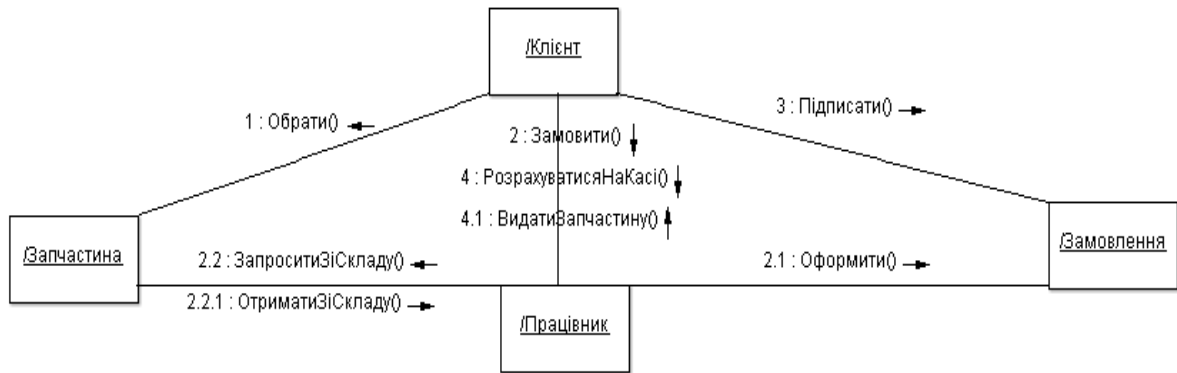 /Клієнт
1 : Обрати()
3 : Підписати()
2 : Замовити()
4 : РозрахуватисяНаКасі()
4.1 : ВидатиЗапчастину()
/Запчастина
/Замовлення
2.2 : ЗапроситиЗіСкладу()
2.1 : Оформити()
2.2.1 : ОтриматиЗіСкладу()
/Працівник